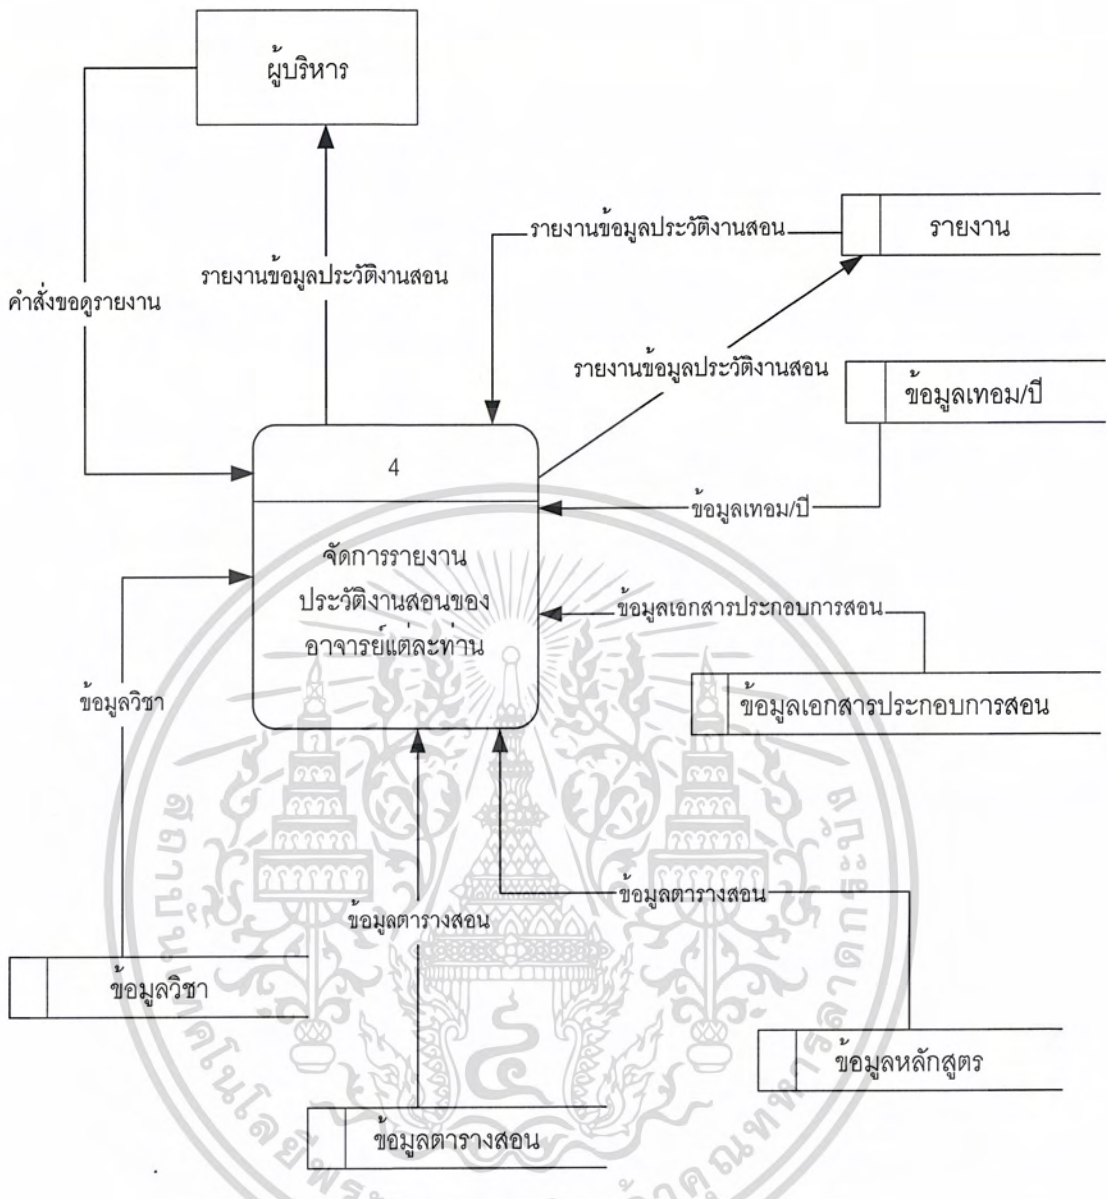 ผู้บริหาร
รายงานข้อมูลประวัติงานสอน
รายงาน
รายงานข้อมูลประวัติงานสอน
คำสั่งขอดูรายงาน
รายงานข้อมูลประวัติงานสอน
ข้อมูลเทอม/ปี
4
ข้อมูลเทอม/ปี
จัดการรายงาน
ประวัติงานสอนของ
อาจารย์แต่ละท่าน
ข้อมูลเอกสารประกอบการสอน
ข้อมูลวิชา
ข้อมูลเอกสารประกอบการสอน
ข้อมูลตารางสอน
ข้อมูลตารางสอน
ข้อมูลวิชา
ข้อมูลหลักสูตร
ข้อมูลตารางสอน